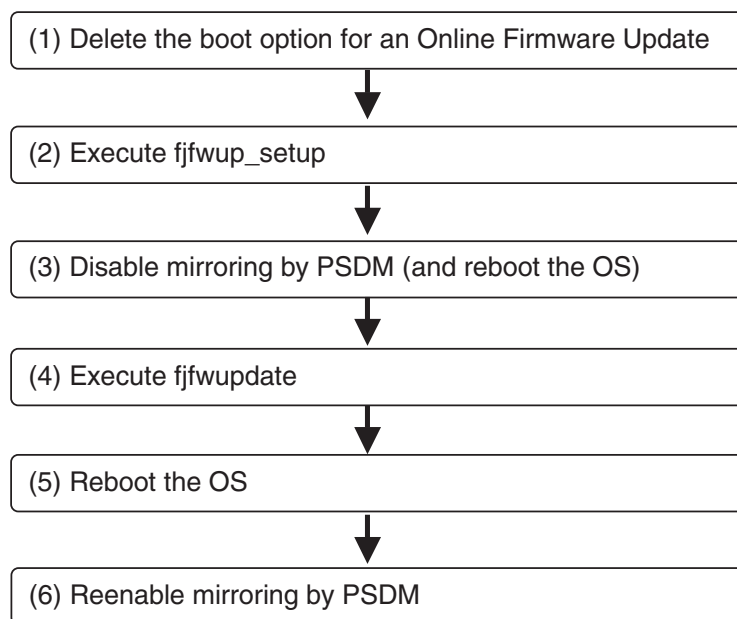 (1) Delete the boot option for an Online Firmware Update
(2) Execute fjfwup_setup
(3) Disable mirroring by PSDM (and reboot the OS)
(4) Execute fjfwupdate
(5) Reboot the OS
(6) Reenable mirroring by PSDM